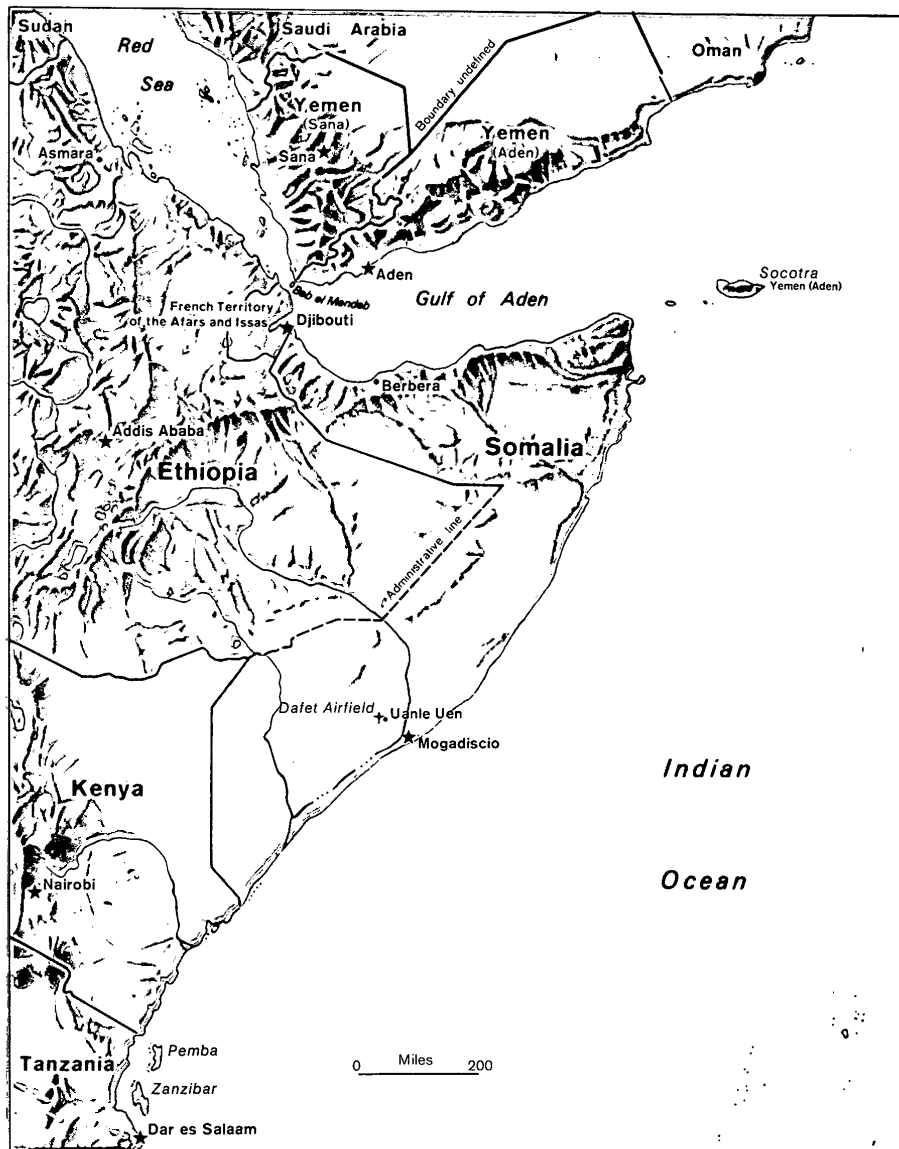 Sudan
Red
Sea
Saudi Arabia
Oman
Boundary undefined
Yemen
(Sana)
Sana
Yemen
(Aden)
Asmara
Aden
Socotra
Yemen (Aden)
Bab el Mendeb
Gulf of Aden
French Territory
of the Afars and Issas
Djibouti
Berbera
Addis Ababa
Somalia
Ethiopia
Administrative line
Dafet Airfield
Uanle Uen
Mogadiscio
Indian
Ocean
Kenya
Nairobi
Tanzania
Pemba
Zanzibar
0 Miles 200
Dar es Salaam